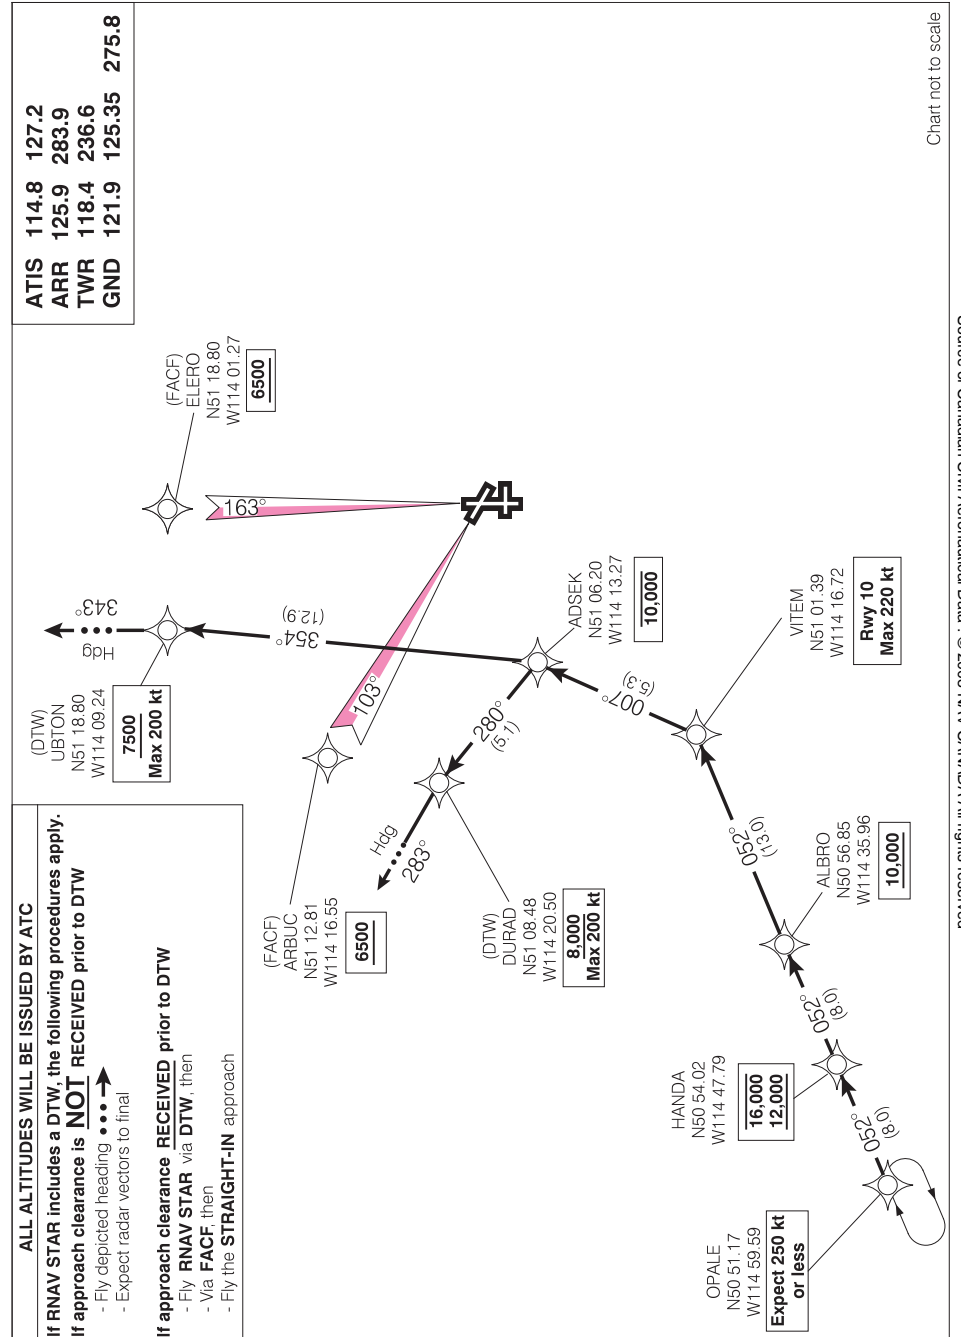 ALL ALTITUDES WILL BE ISSUED BY ATC
If RNAV STAR includes a DTW, the following procedures apply.
If approach clearance is NOT RECEIVED prior to DTW
- Fly depicted heading
- Expect radar vectors to final
If approach clearance RECEIVED prior to DTW
- Fly RNAV STAR via DTW, then
- Via FACF, then
- Fly the STRAIGHT-IN approach
ATIS 114.8 127.2
ARR 125.9 283.9
TWR 118.4 236.6
GND 121.9 125.35 275.8
(DTW)
UBTON
N51 18.80
W114 09.24
7500
Max 200 kt
Hdg
343°
(FACF)
ELERO
N51 18.80
W114 01.27
6500
163°
354°
(12.9)
(FACF)
ARBUC
N51 12.81
W114 16.55
6500
103°
Hdg
283°
280°
(5.1)
(DTW)
DURAD
N51 08.48
W114 20.50
8,000
Max 200 kt
ADSEK
N51 06.20
W114 13.27
10,000
007°
(5.3)
VITEM
N51 01.39
W114 16.72
Rwy 10
Max 220 kt
052°
(13.0)
ALBRO
N50 56.85
W114 35.96
10,000
052°
(8.0)
HANDA
N50 54.02
W114 47.79
16,000
12,000
052°
(8.0)
OPALE
N50 51.17
W114 59.59
Expect 250 kt
or less
Chart not to scale